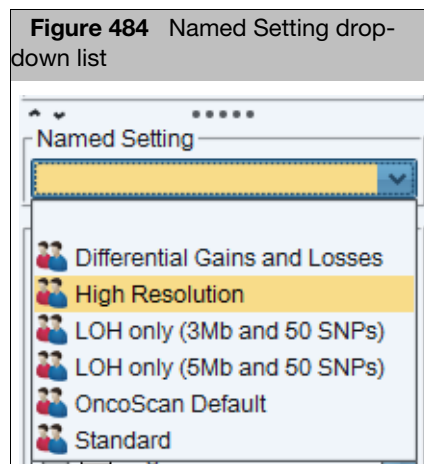 Figure 484 Named Setting drop-
down list
Named Setting
Differential Gains and Losses
High Resolution
LOH only (3Mb and 50 SNPs)
LOH only (5Mb and 50 SNPs)
OncoScan Default
Standard